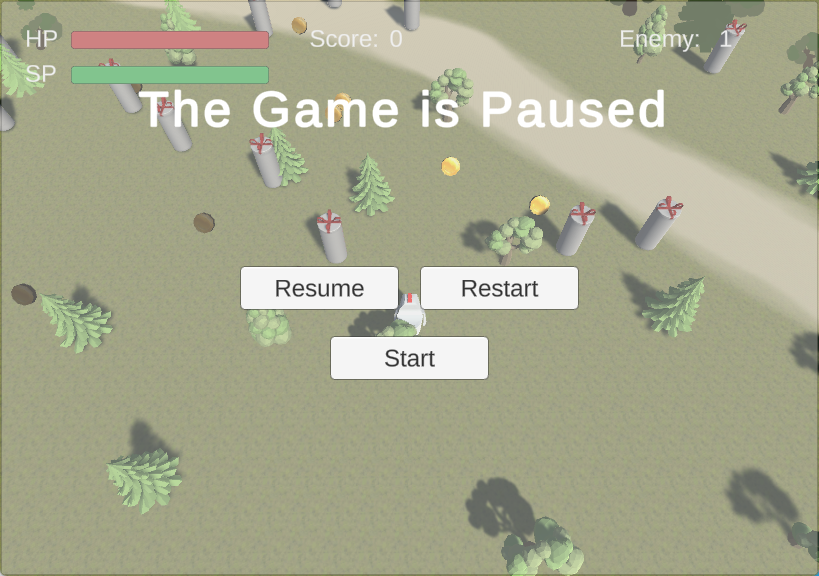 HP Score: 0 Enemy: 1
SP
The Game is Paused
Resume Restart
Start